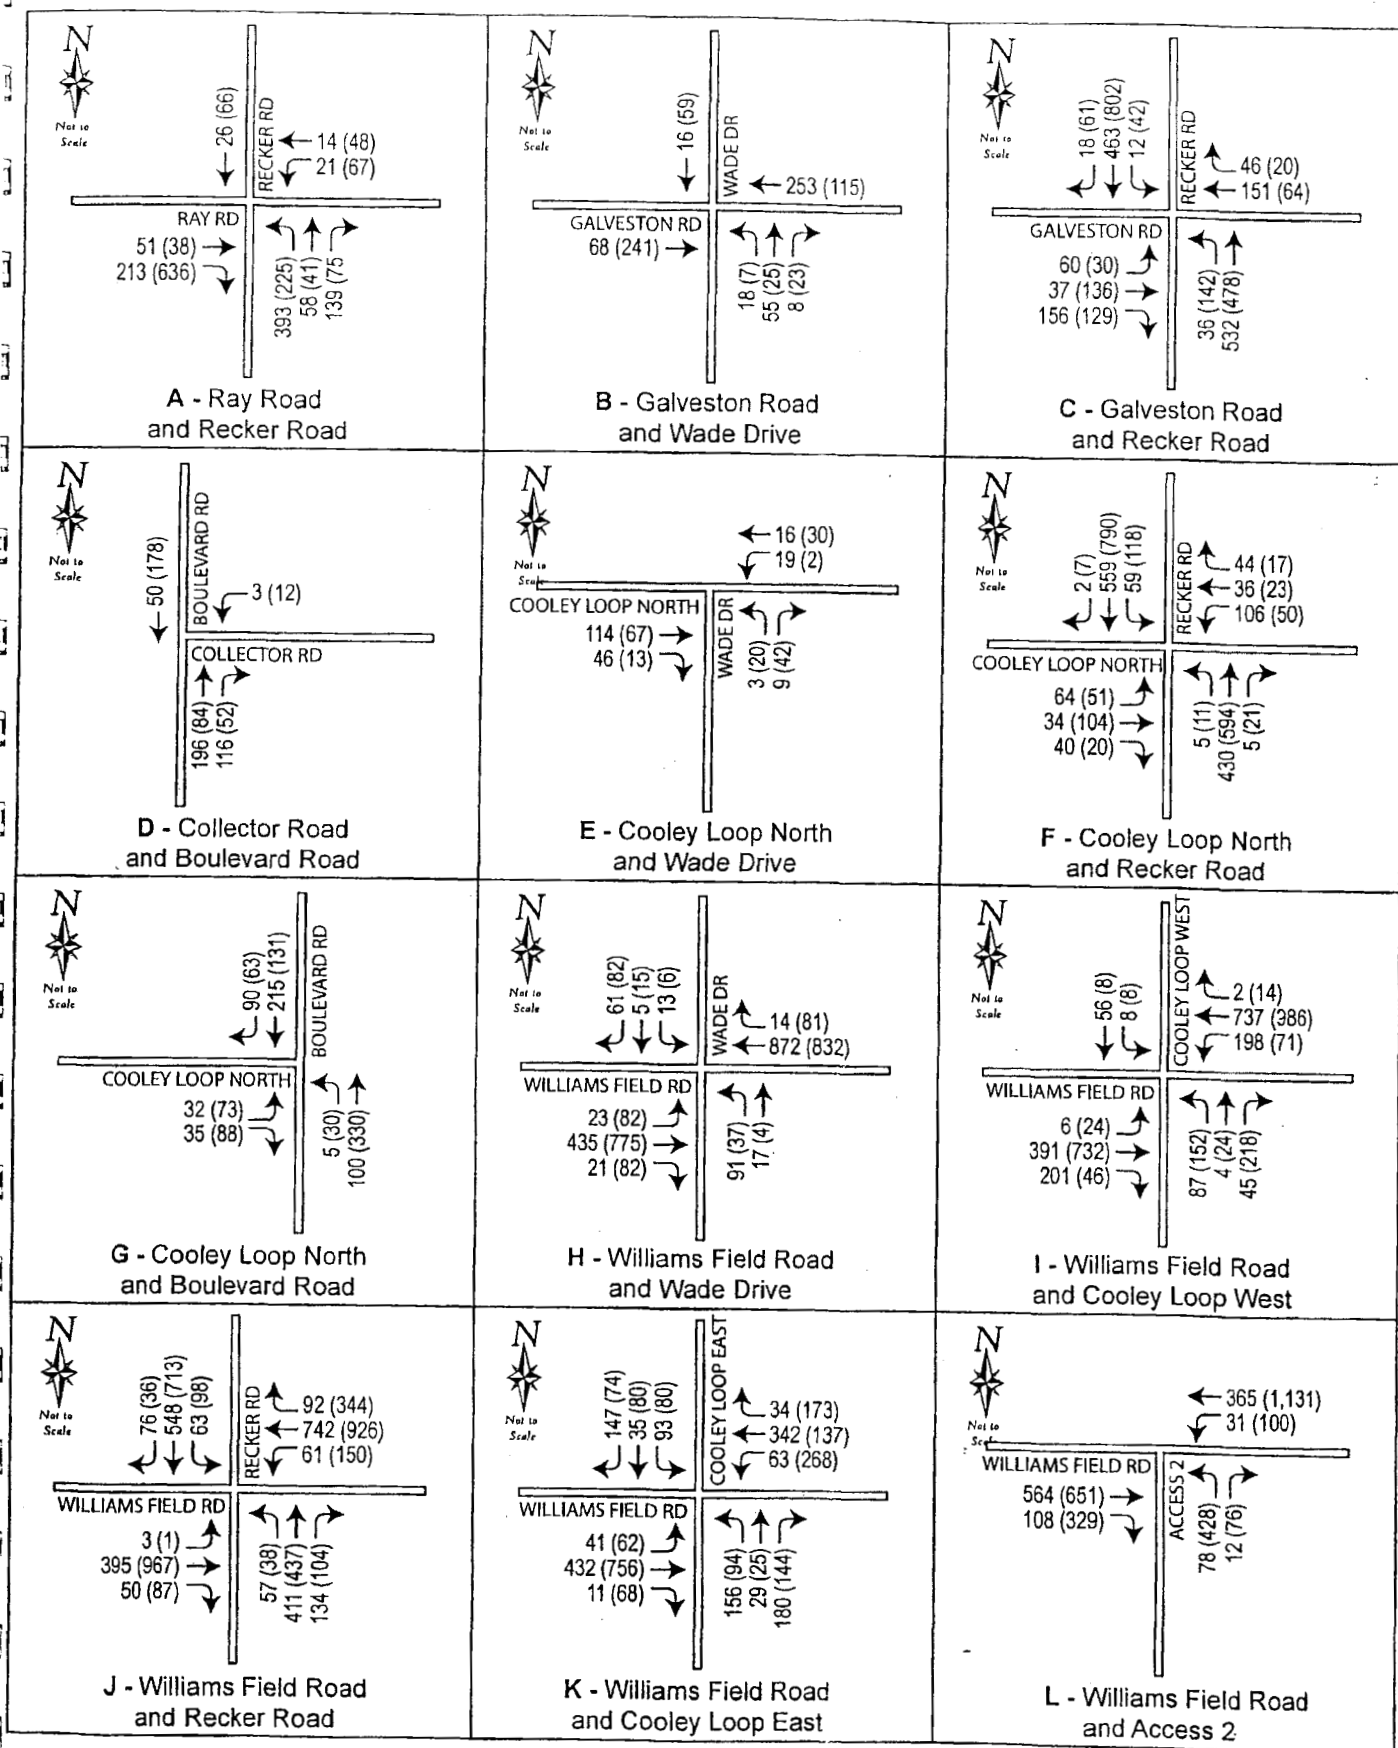 N
Not to
Scale
26 (66)
RECKER RD
14 (48)
21 (67)
RAY RD
51 (38)
213 (636)
393 (225)
58 (41)
139 (75
A - Ray Road
and Recker Road
N
Not to
Scale
16 (59)
WADE DR
253 (115)
GALVESTON RD
68 (241)
18 (7)
55 (25)
8 (23)
B - Galveston Road
and Wade Drive
N
Not to
Scale
18 (61)
463 (802)
12 (42)
RECKER RD
46 (20)
151 (64)
GALVESTON RD
60 (30)
37 (136)
156 (129)
36 (142)
532 (478)
C - Galveston Road
and Recker Road
N
Not to
Scale
50 (178)
BOULEVARD RD
3 (12)
COLLECTOR RD
196 (84)
116 (52)
D - Collector Road
and Boulevard Road
N
Not to
Scale
16 (30)
19 (2)
COOLEY LOOP NORTH
114 (67)
46 (13)
WADE DR
3 (20)
9 (42)
E - Cooley Loop North
and Wade Drive
N
Not to
Scale
2 (7)
559 (790)
59 (118)
RECKER RD
44 (17)
36 (23)
106 (50)
COOLEY LOOP NORTH
64 (51)
34 (104)
40 (20)
5 (11)
430 (594)
5 (21)
F - Cooley Loop North
and Recker Road
N
Not to
Scale
90 (63)
215 (131)
BOULEVARD RD
COOLEY LOOP NORTH
32 (73)
35 (88)
5 (30)
100 (330)
G - Cooley Loop North
and Boulevard Road
N
Not to
Scale
61 (82)
5 (15)
13 (6)
WADE DR
14 (81)
872 (832)
WILLIAMS FIELD RD
23 (82)
435 (775)
21 (82)
91 (37)
17 (4)
H - Williams Field Road
and Wade Drive
N
Not to
Scale
56 (8)
8 (8)
COOLEY LOOP WEST
2 (14)
737 (386)
198 (71)
WILLIAMS FIELD RD
6 (24)
391 (732)
201 (46)
87 (152)
4 (24)
45 (218)
I - Williams Field Road
and Cooley Loop West
N
Not to
Scale
76 (36)
548 (713)
63 (98)
RECKER RD
92 (344)
742 (926)
61 (150)
WILLIAMS FIELD RD
3 (1)
395 (967)
50 (87)
57 (38)
411 (437)
134 (104)
J - Williams Field Road
and Recker Road
N
Not to
Scale
147 (74)
35 (80)
93 (80)
COOLEY LOOP EAST
34 (173)
342 (137)
63 (268)
WILLIAMS FIELD RD
41 (62)
432 (756)
11 (68)
156 (94)
29 (25)
180 (144)
K - Williams Field Road
and Cooley Loop East
N
Not to
365 (1,131)
31 (100)
WILLIAMS FIELD RD
564 (651)
108 (329)
ACCESS 2
78 (428)
12 (76)
L - Williams Field Road
and Access 2